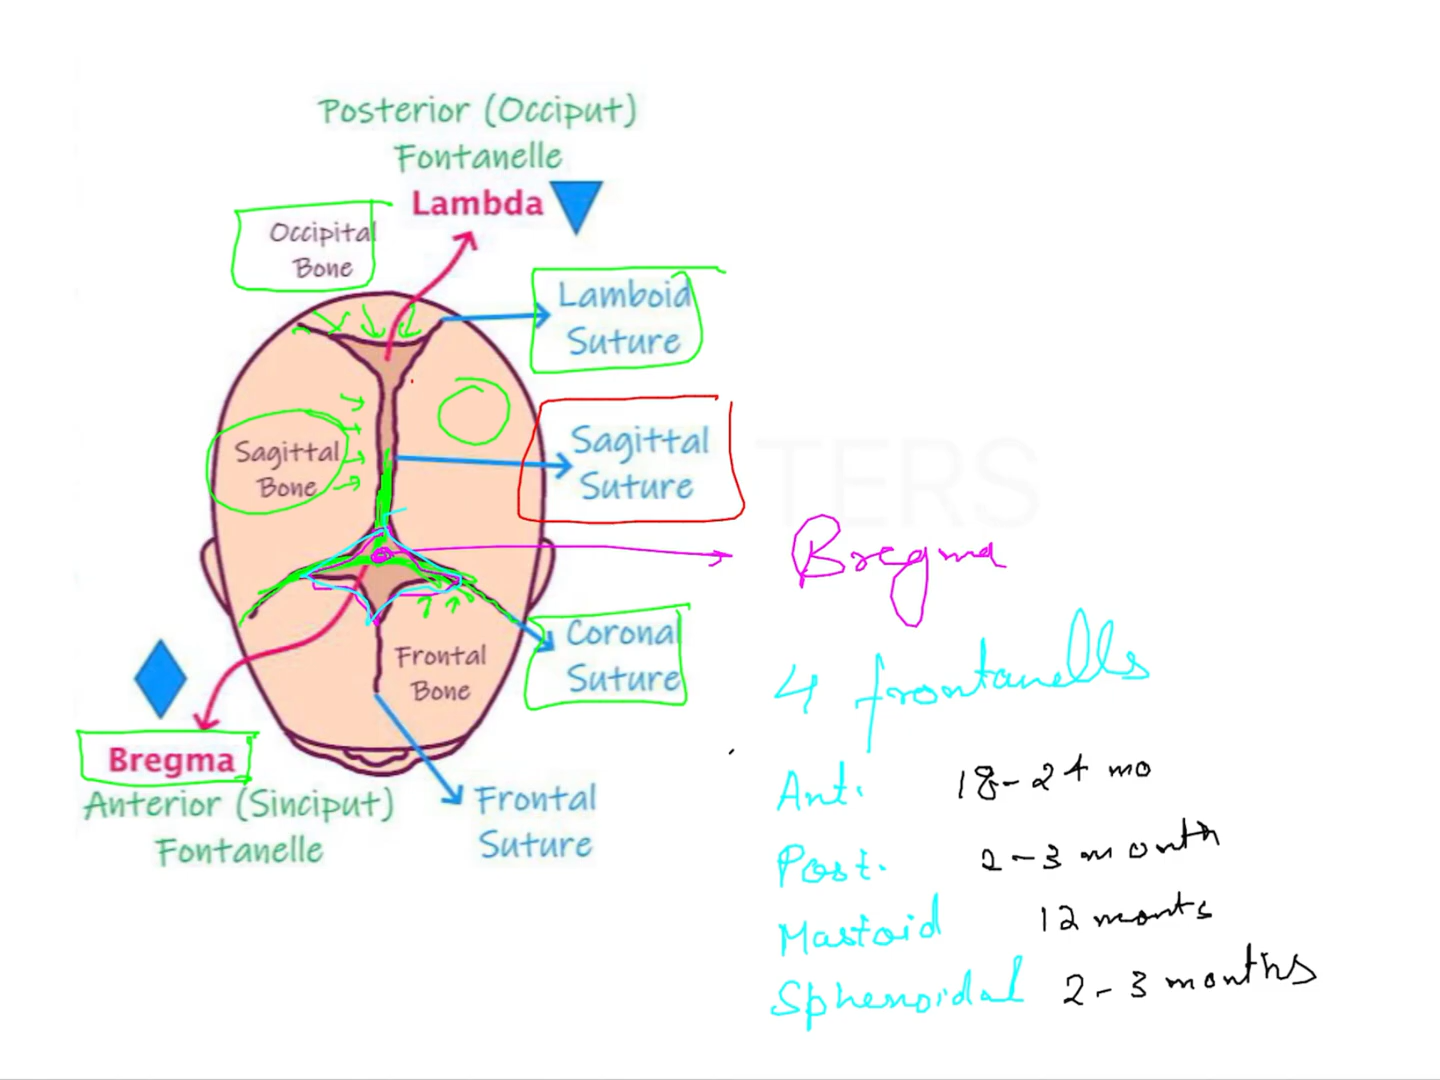 Posterior (Occiput)
Fontanelle
Lambda
Occipital
Bone
Lamboid
Suture
Sagittal
Bone
Sagittal
Suture
TERS
Bregma
Coronal
Suture
Frontal
Bone
4 frontanells
Bregma
Anterior (Sinciput)
Fontanelle
Frontal
Suture
Ant. 18-24 mo
Post. 2-3 month
Mastoid 12 monts
Sphenoidal 2-3 months